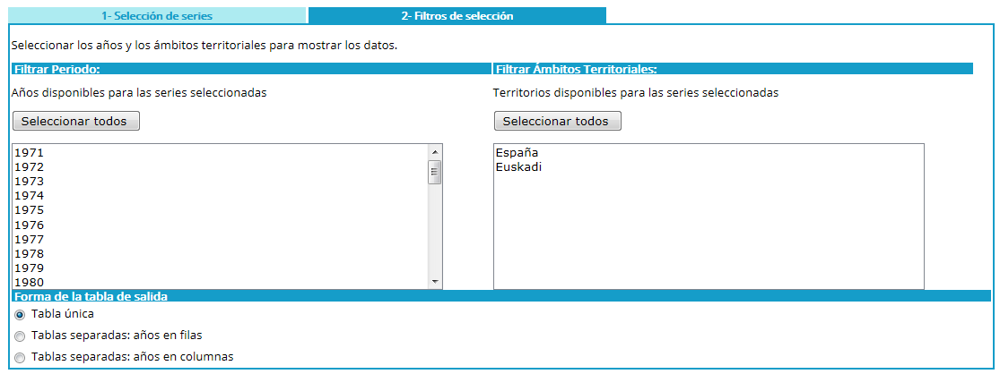 1- Selección de series
2- Filtros de selección
Seleccionar los años y los ámbitos territoriales para mostrar los datos.
Filtrar Periodo:
Filtrar Ámbitos Territoriales:
Años disponibles para las series seleccionadas
Territorios disponibles para las series seleccionadas
Seleccionar todos
Seleccionar todos
1971
1972
1973
1974
1975
1976
1977
1978
1979
1980
España
Euskadi
Forma de la tabla de salida
Tabla única
Tablas separadas: años en filas
Tablas separadas: años en columnas